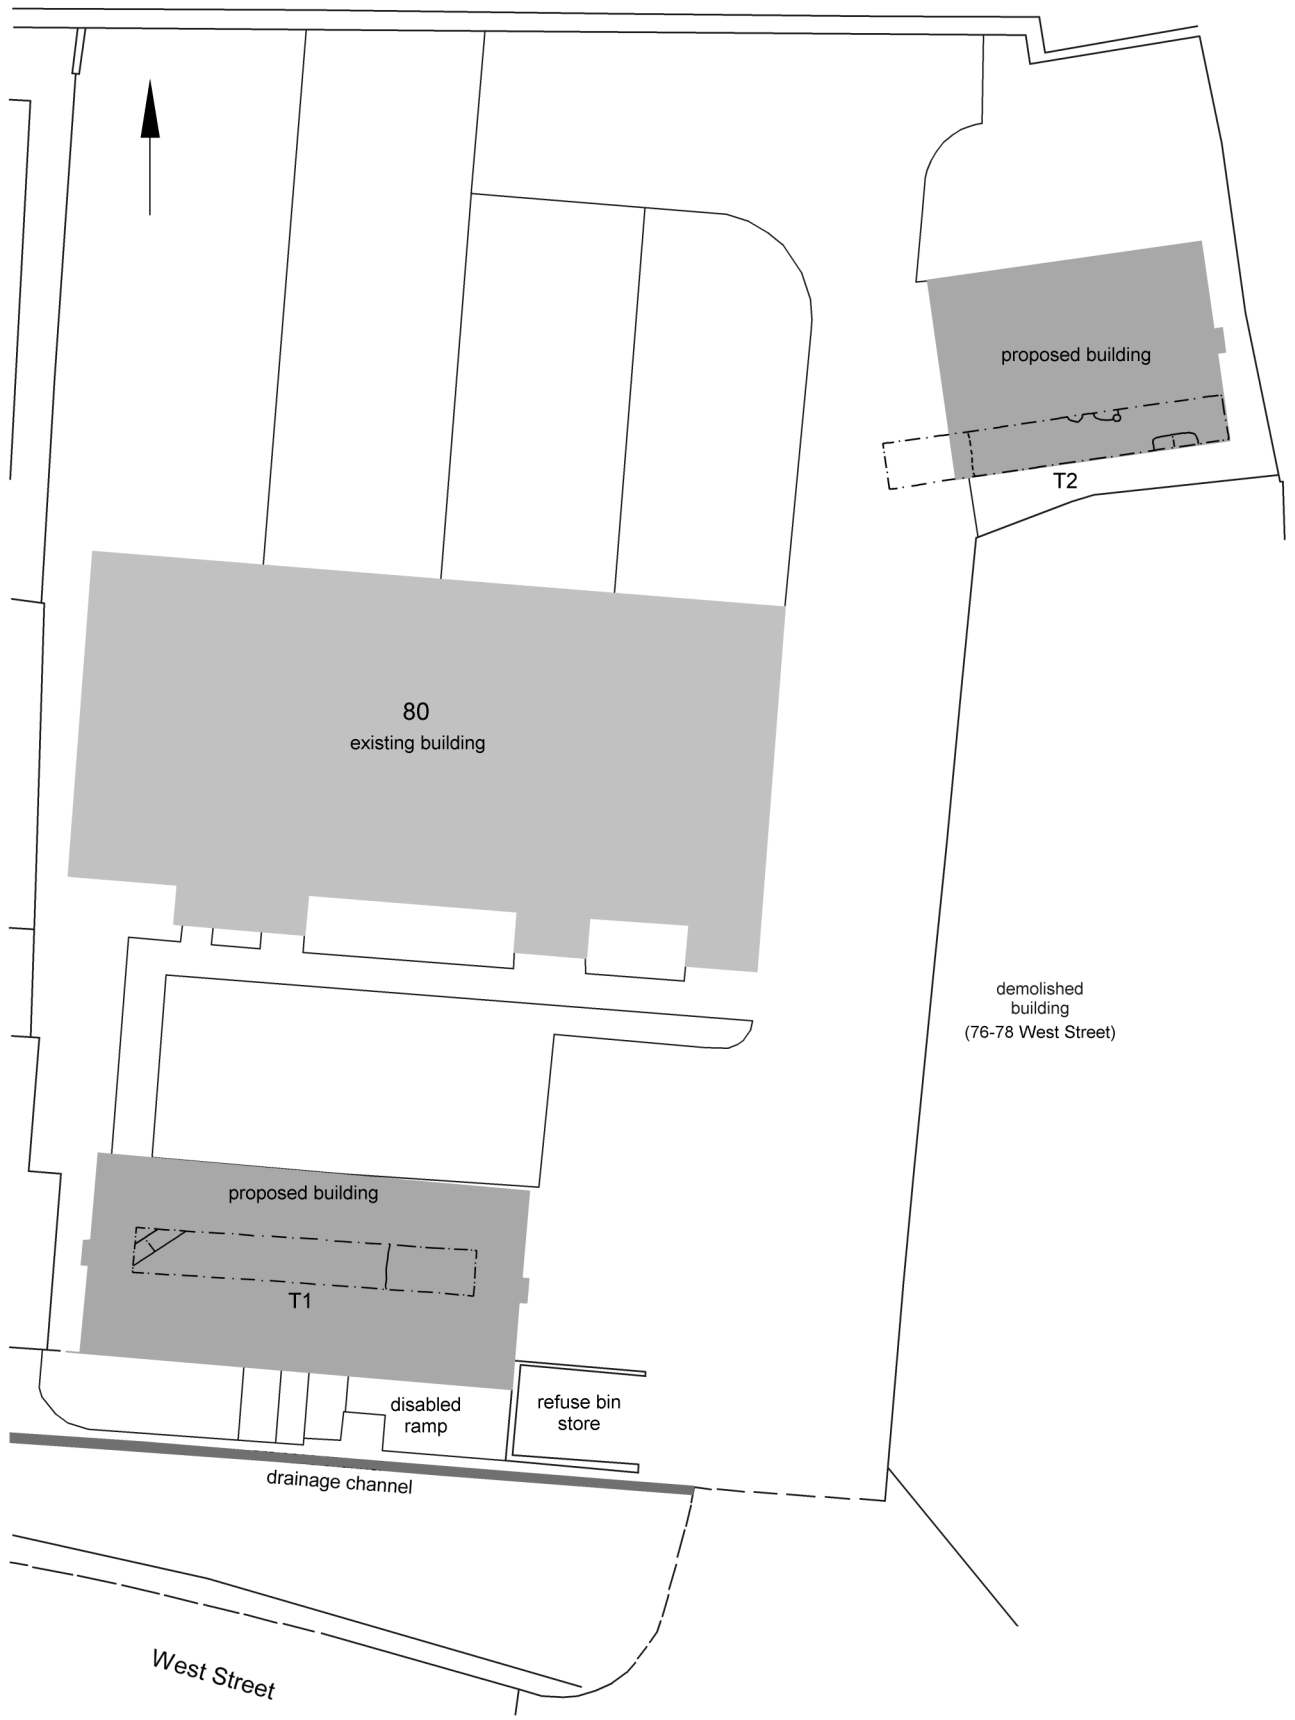 proposed building
T2
80
existing building
demolished
building
(76-78 West Street)
proposed building
T1
disabled
ramp
refuse bin
store
drainage channel
West Street